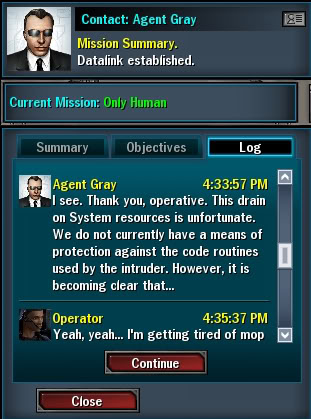 Contact: Agent Gray
Mission Summary.
Datalink established.
Current Mission: Only Human
Summary
Objectives
Log
Agent Gray 4:33:57 PM
I see. Thank you, operative. This drain
on System resources is unfortunate.
We do not currently have a means of
protection against the code routines
used by the intruder. However, it is
becoming clear that...
Operator 4:35:37 PM
Yeah, yeah... I'm getting tired of mop
Continue
Close